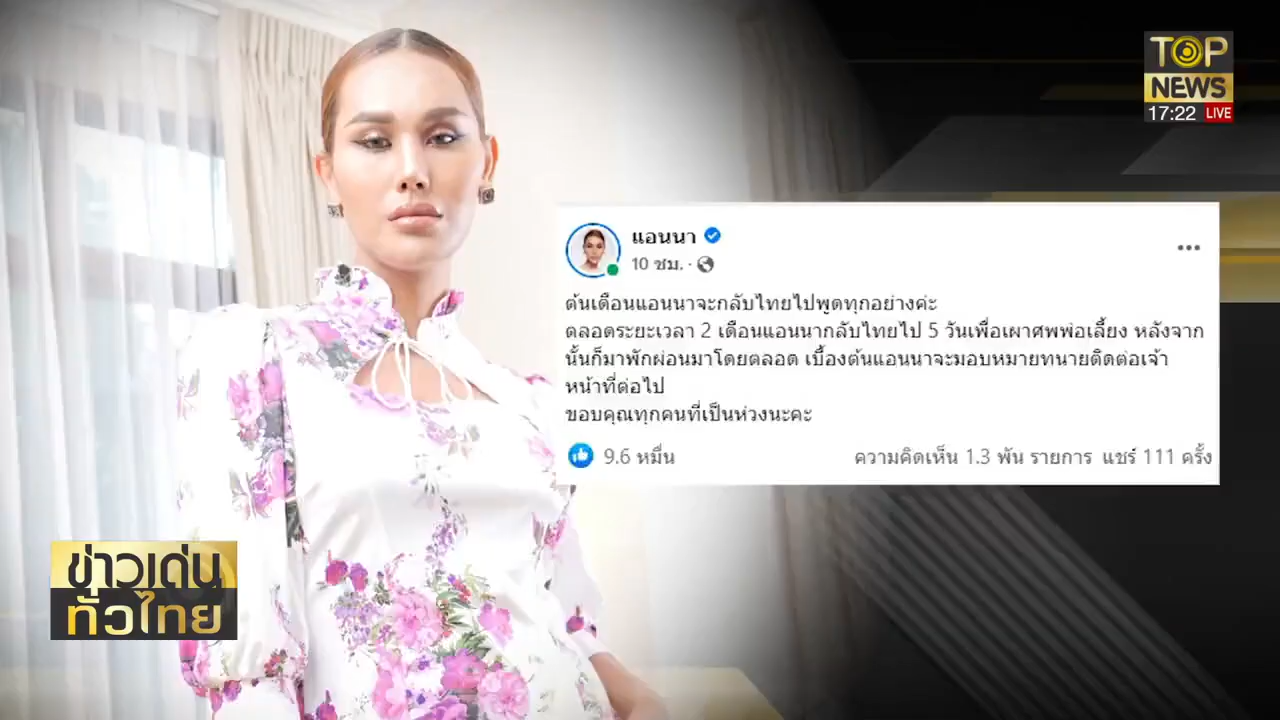 TOP
NEWS
17:22 LIVE
แอนนา
10 ชม.
ต้นเดือนแอนนาจะกลับไทยไปพูดทุกอย่างค่ะ
ตลอดระยะเวลา 2 เดือนแอนนากลับไทยไป 5 วันเพื่อเผาศพพ่อเลี้ยง หลังจาก
นั้นก็มาพักผ่อนมาโดยตลอด เบื้องต้นแอนนาจะมอบหมายทนายติดต่อเจ้า
หน้าที่ต่อไป
ขอบคุณทุกคนที่เป็นห่วงนะคะ
9.6 หมื่น
ความคิดเห็น 1.3 พัน รายการ แชร์ 111 ครั้ง
ข่าวเด่น
ทั่วไทย